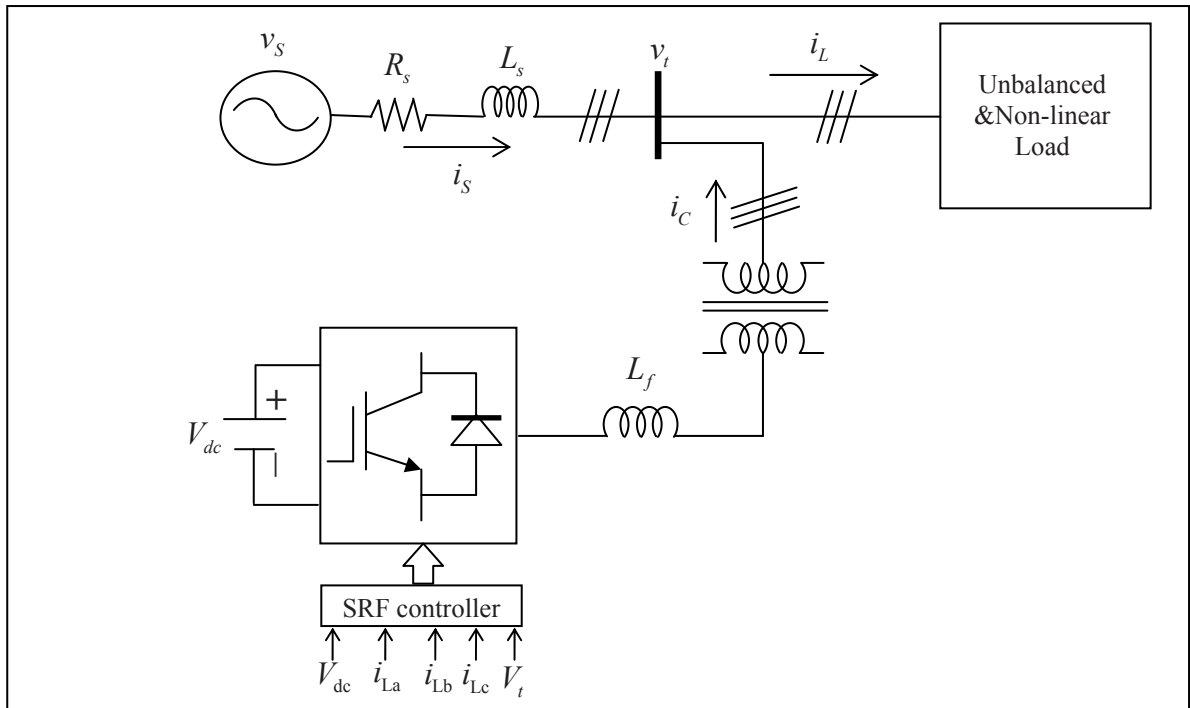 v_S
R_s
L_s
v_t
i_L
Unbalanced
&Non-linear
Load
i_S
i_C
L_f
+
V_dc
SRF controller
V_dc i_La i_Lb i_Lc V_t